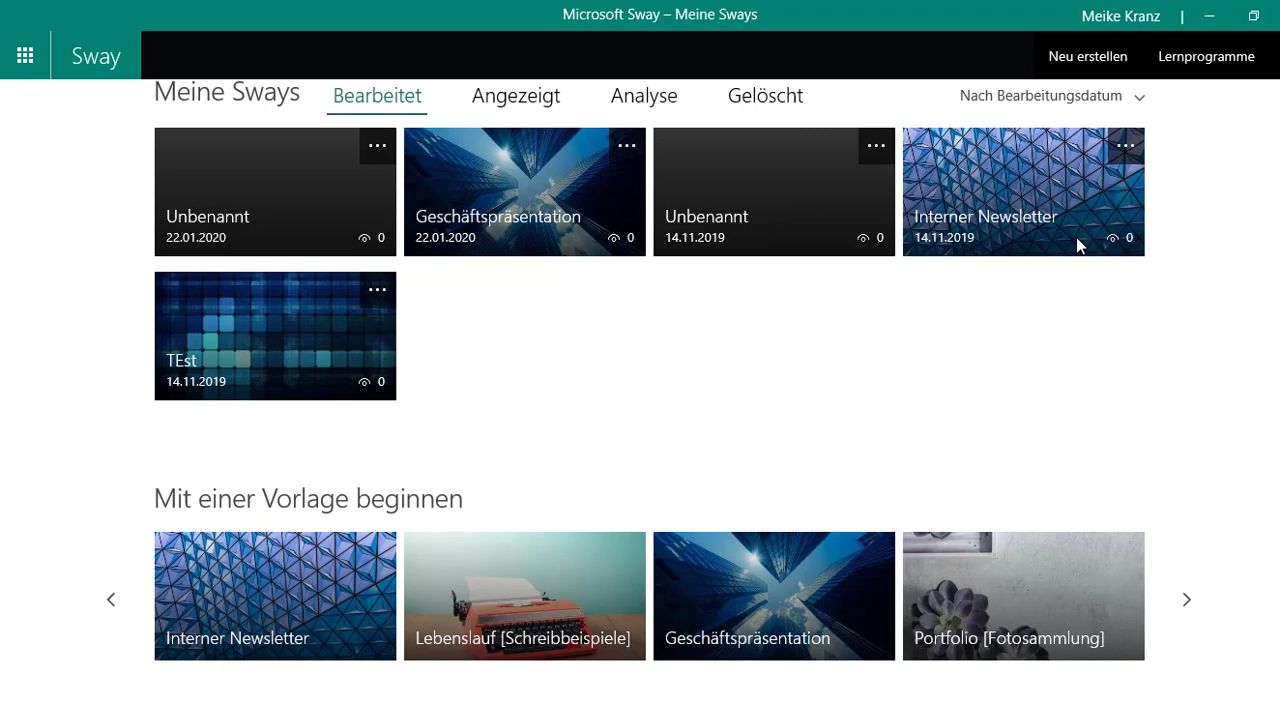 Microsoft Sway – Meine Sways
Meike Kranz
Sway
Neu erstellen
Lernprogramme
Meine Sways
Bearbeitet
Angezeigt
Analyse
Gelöscht
Nach Bearbeitungsdatum
Unbenannt
22.01.2020
0
Geschäftspräsentation
22.01.2020
0
Unbenannt
14.11.2019
0
Interner Newsletter
14.11.2019
0
TEst
14.11.2019
0
Mit einer Vorlage beginnen
Interner Newsletter
Lebenslauf [Schreibbeispiele]
Geschäftspräsentation
Portfolio [Fotosammlung]